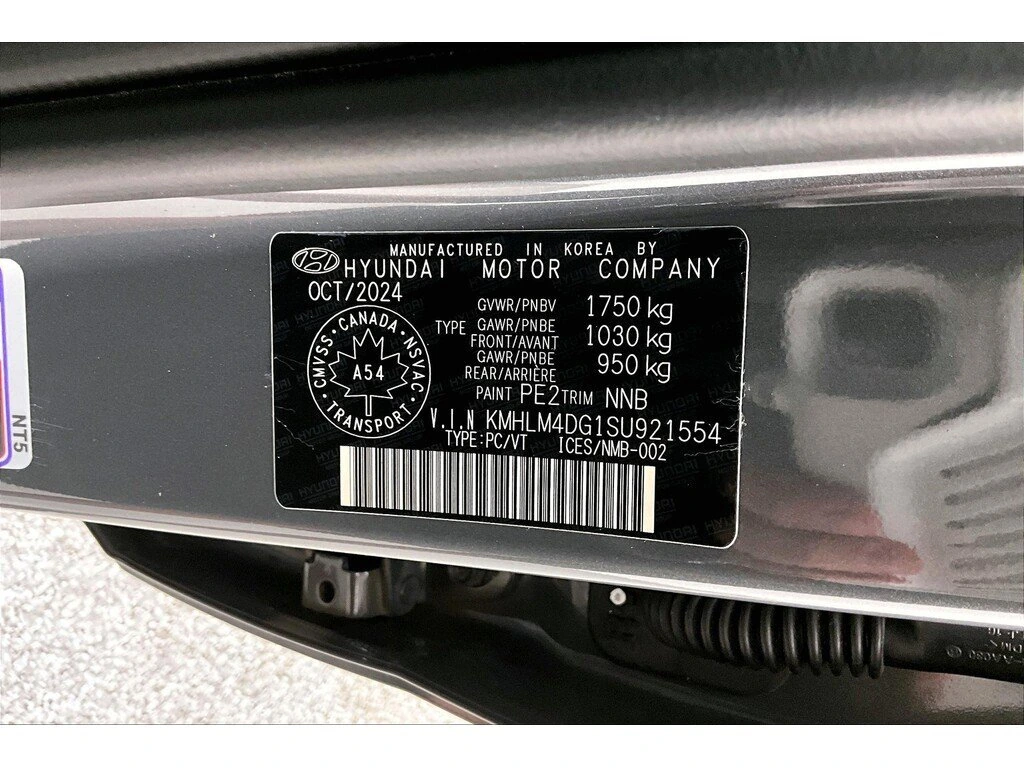 MANUFACTURED IN KOREA BY
HYUNDAI MOTOR COMPANY
OCT/2024
GVWR/PNBV 1750 kg
TYPE GAWR/PNBE FRONT/AVANT 1030 kg
GAWR/PNBE REAR/ARRIÈRE 950 kg
CANADA
CMVSS • NSVAC
A54
TRANSPORT
PAINT PE2 TRIM NNB
V.I.N KMHLM4DG1SU921554
TYPE:PC/VT ICES/NMB-002
NT5